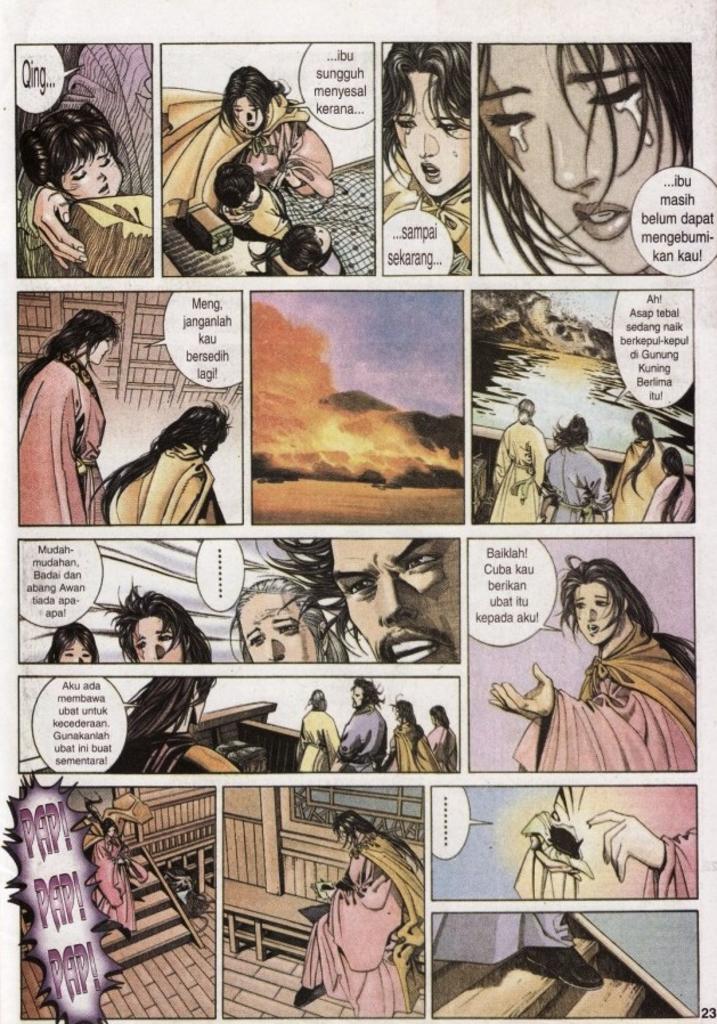 Qing...
...ibu
sungguh
menyesal
kerana...
...sampai
sekarang...
...ibu
masih
belum dapat
mengebumi-
kan kau!
Meng,
janganlah
kau
bersedih
lagi!
Ah!
Asap tebal
sedang naik
berkepul-kepul
di Gunung
Kuning
Berlima
itu!
Mudah-
mudahan,
Badai dan
abang Awan
tiada apa-
apa!
........
Baiklah!
Cuba kau
berikan
ubat itu
kepada aku!
Aku ada
membawa
ubat untuk
kecederaan.
Gunakanlah
ubat ini buat
sementara!
PAP!
PAP!
PAP!
........
23